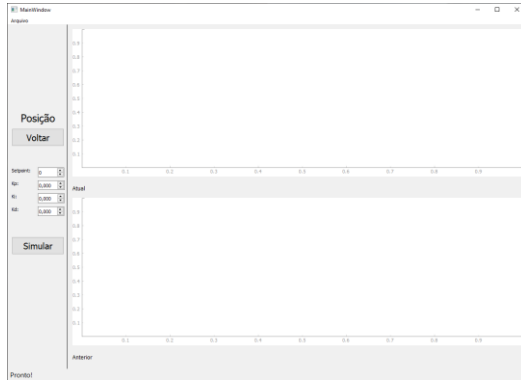 MainWindow
Arquivo
Posição
Voltar
Setpoint: 0
Kp: 0,000
Ki: 0,000
Kd: 0,000
Simular
Pronto!
0.9
0.8
0.7
0.6
0.5
0.4
0.3
0.2
0.1
0.1 0.2 0.3 0.4 0.5 0.6 0.7 0.8 0.9
Atual
0.9
0.8
0.7
0.6
0.5
0.4
0.3
0.2
0.1
0.1 0.2 0.3 0.4 0.5 0.6 0.7 0.8 0.9
Anterior